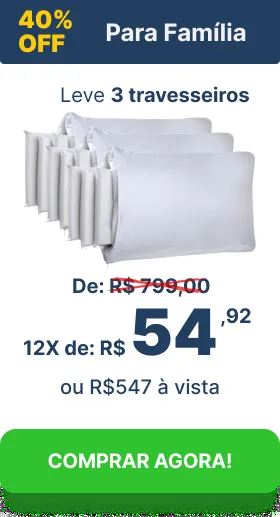 40%
OFF
Para Família
Leve 3 travesseiros
De: R$ 799,00
12X de: R$ 54,92
ou R$547 à vista
COMPRAR AGORA!